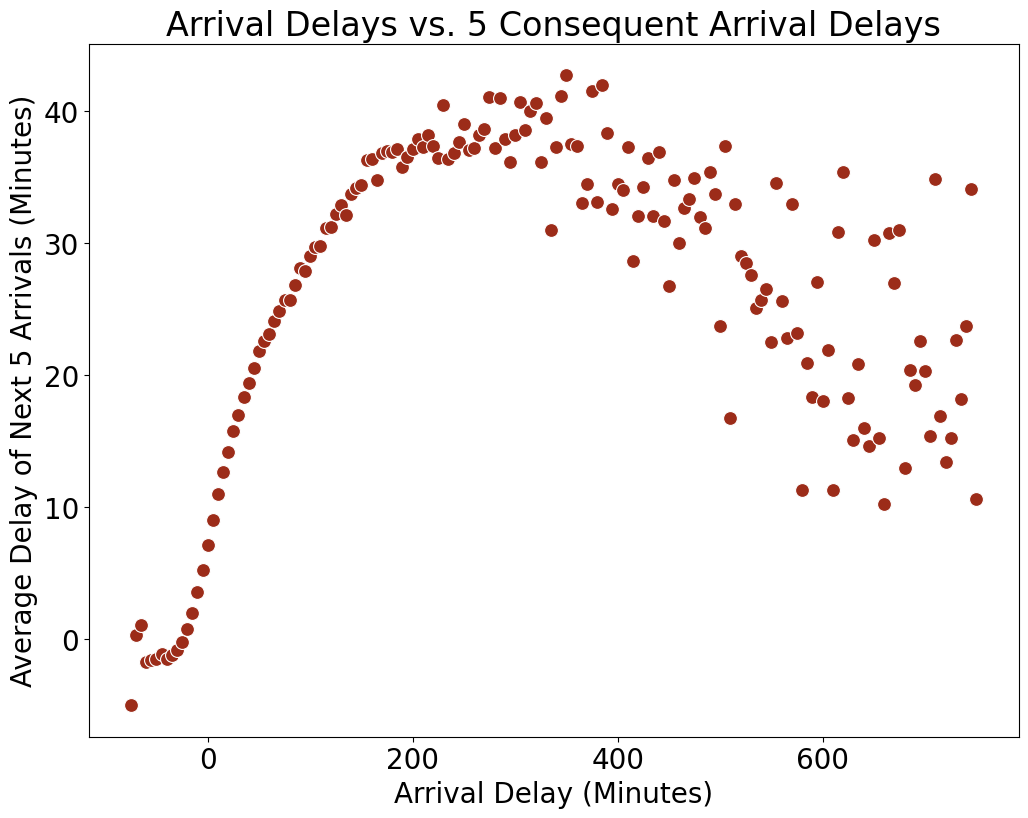 Arrival Delays vs. 5 Consequent Arrival Delays
Average Delay of Next 5 Arrivals (Minutes)
40
30
20
10
0
0 200 400 600
Arrival Delay (Minutes)